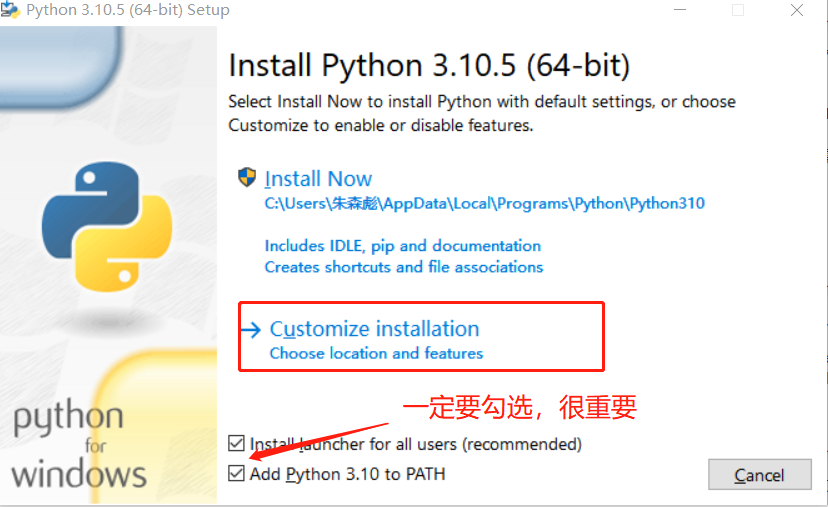 Python 3.10.5 (64-bit) Setup
Install Python 3.10.5 (64-bit)
Select Install Now to install Python with default settings, or choose
Customize to enable or disable features.
Install Now
C:\Users\朱森彪\AppData\Local\Programs\Python\Python310
Includes IDLE, pip and documentation
Creates shortcuts and file associations
Customize installation
Choose location and features
一定要勾选，很重要
Install launcher for all users (recommended)
Add Python 3.10 to PATH
Cancel
python
for
windows